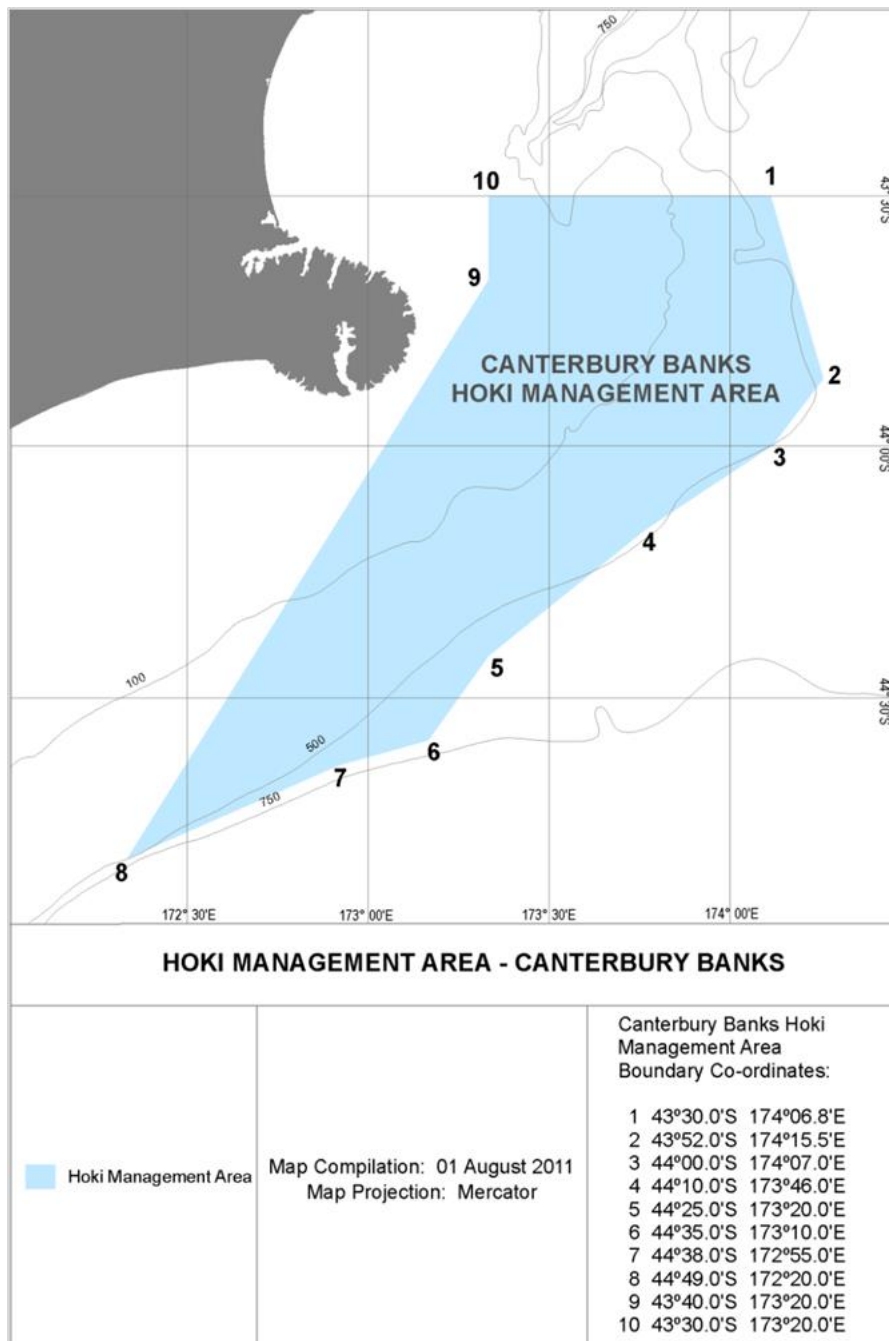 750
10
1
43° 30'S
9
CANTERBURY BANKS
HOKI MANAGEMENT AREA
2
44° 00'S
3
4
5
100
44° 30'S
500
6
7
750
8
172° 30'E 173° 00'E 173° 30'E 174° 00'E
HOKI MANAGEMENT AREA - CANTERBURY BANKS
Hoki Management Area
Map Compilation: 01 August 2011
Map Projection: Mercator
Canterbury Banks Hoki
Management Area
Boundary Co-ordinates:
1 43º30.0'S 174º06.8'E
2 43º52.0'S 174º15.5'E
3 44º00.0'S 174º07.0'E
4 44º10.0'S 173º46.0'E
5 44º25.0'S 173º20.0'E
6 44º35.0'S 173º10.0'E
7 44º38.0'S 172º55.0'E
8 44º49.0'S 172º20.0'E
9 43º40.0'S 173º20.0'E
10 43º30.0'S 173º20.0'E